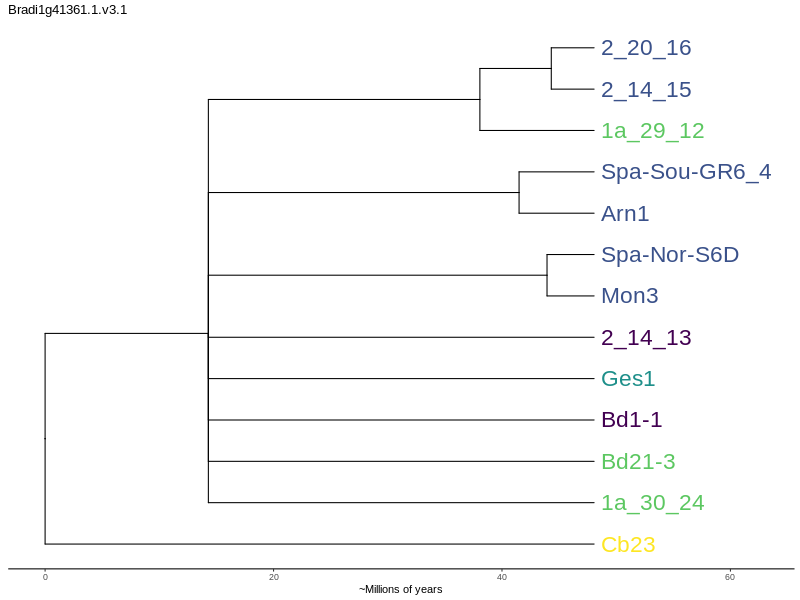 Bradi1g41361.1.v3.1
2_20_16
2_14_15
1a_29_12
Spa-Sou-GR6_4
Arn1
Spa-Nor-S6D
Mon3
2_14_13
Ges1
Bd1-1
Bd21-3
1a_30_24
Cb23
0 20 40 60
~Millions of years